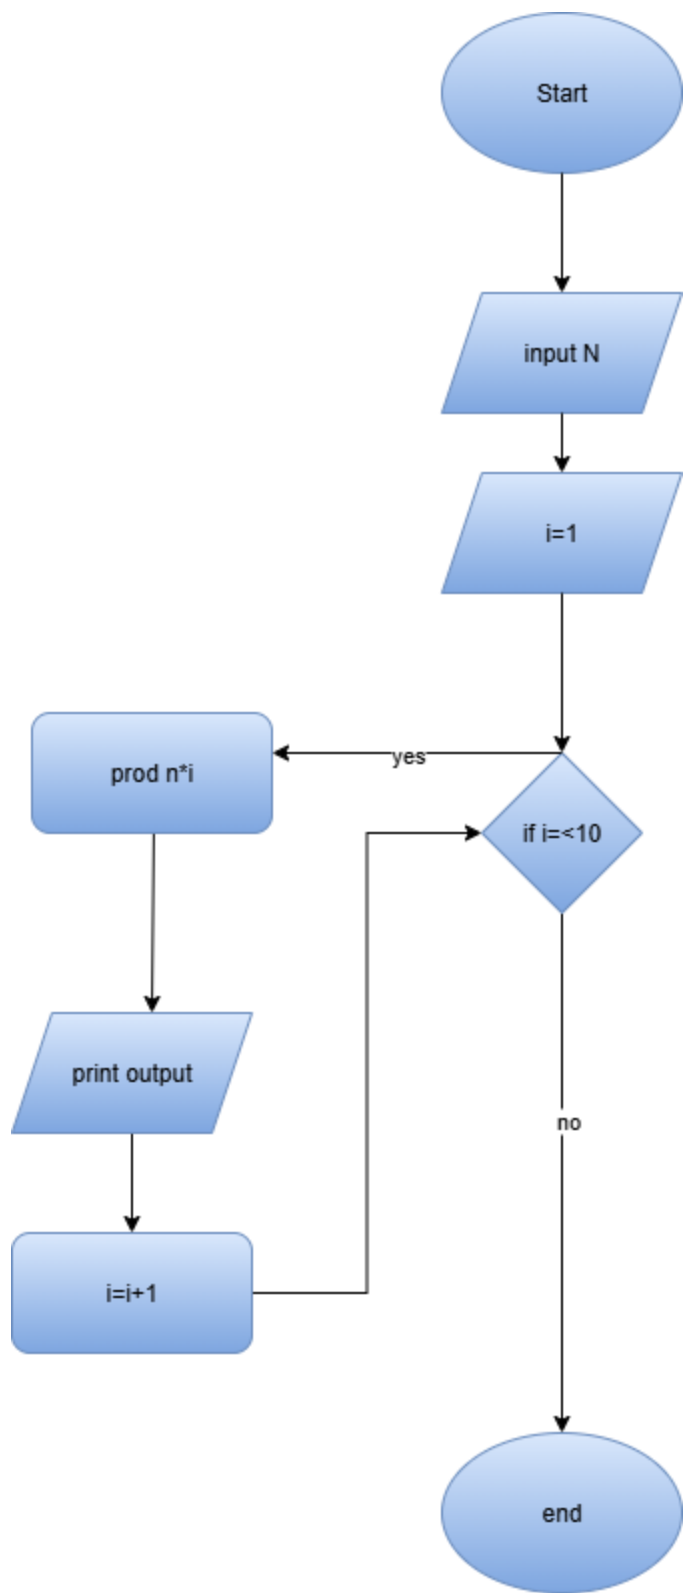 Start
input N
i=1
if i=<10
yes
prod n*i
print output
i=i+1
no
end